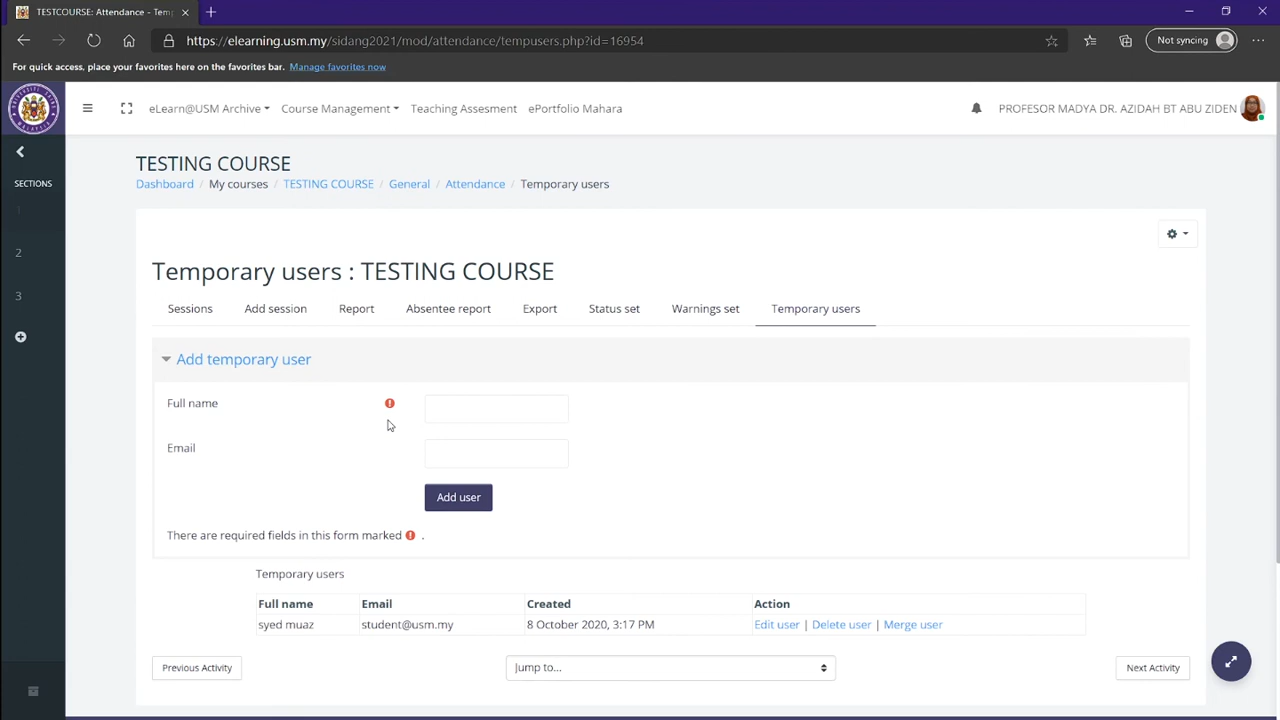 TESTCOURSE: Attendance - Temp
https://elearning.usm.my/sidang2021/mod/attendance/tempusers.php?id=16954
Not syncing
For quick access, place your favorites here on the favorites bar. Manage favorites now
eLearn@USM Archive Course Management Teaching Assesment ePortfolio Mahara
PROFESOR MADYA DR. AZIDAH BT ABU ZIDEN
SECTIONS
1
2
3
TESTING COURSE
Dashboard / My courses / TESTING COURSE / General / Attendance / Temporary users
Temporary users : TESTING COURSE
Sessions Add session Report Absentee report Export Status set Warnings set Temporary users
Add temporary user
Full name
Email
Add user
There are required fields in this form marked .
Temporary users
Full name Email Created Action
syed muaz student@usm.my 8 October 2020, 3:17 PM Edit user | Delete user | Merge user
Previous Activity Jump to... Next Activity